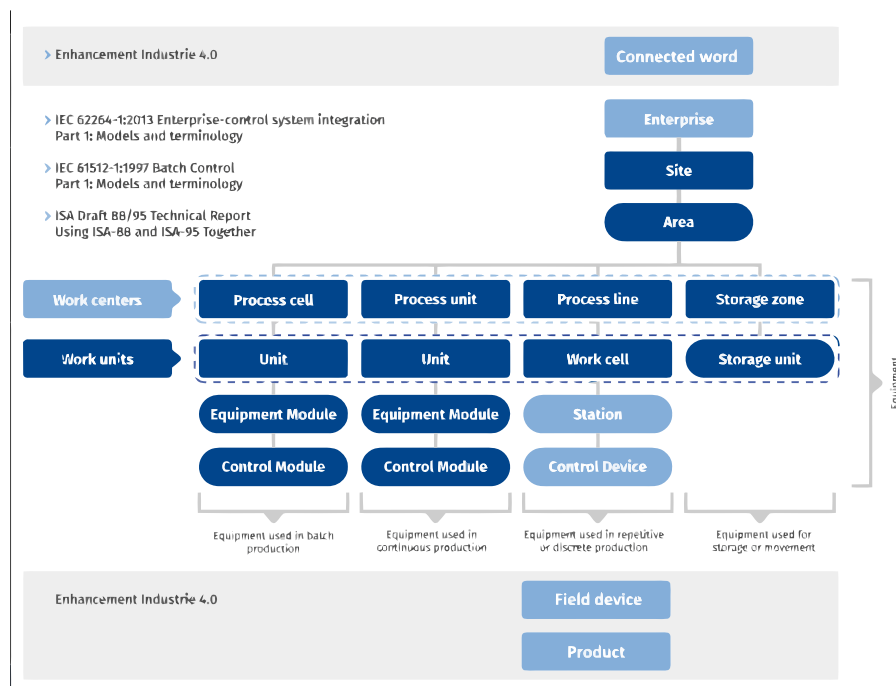 Enhancement Industrie 4.0
Connected word
IEC 62264-1:2013 Enterprise-control system integration
Part 1: Models and terminology
Enterprise
IEC 61512-1:1997 Batch Control
Part 1: Models and terminology
Site
ISA Draft 88/95 Technical Report
Using ISA-88 and ISA-95 Together
Area
Work centers
Process cell
Process unit
Process line
Storage zone
Work units
Unit
Unit
Work cell
Storage unit
Equipment Module
Equipment Module
Station
Control Module
Control Module
Control Device
Equipment
Equipment used in batch
production
Equipment used in
continuous production
Equipment used in repetitive
or discrete production
Equipment used for
storage or movement
Enhancement Industrie 4.0
Field device
Product